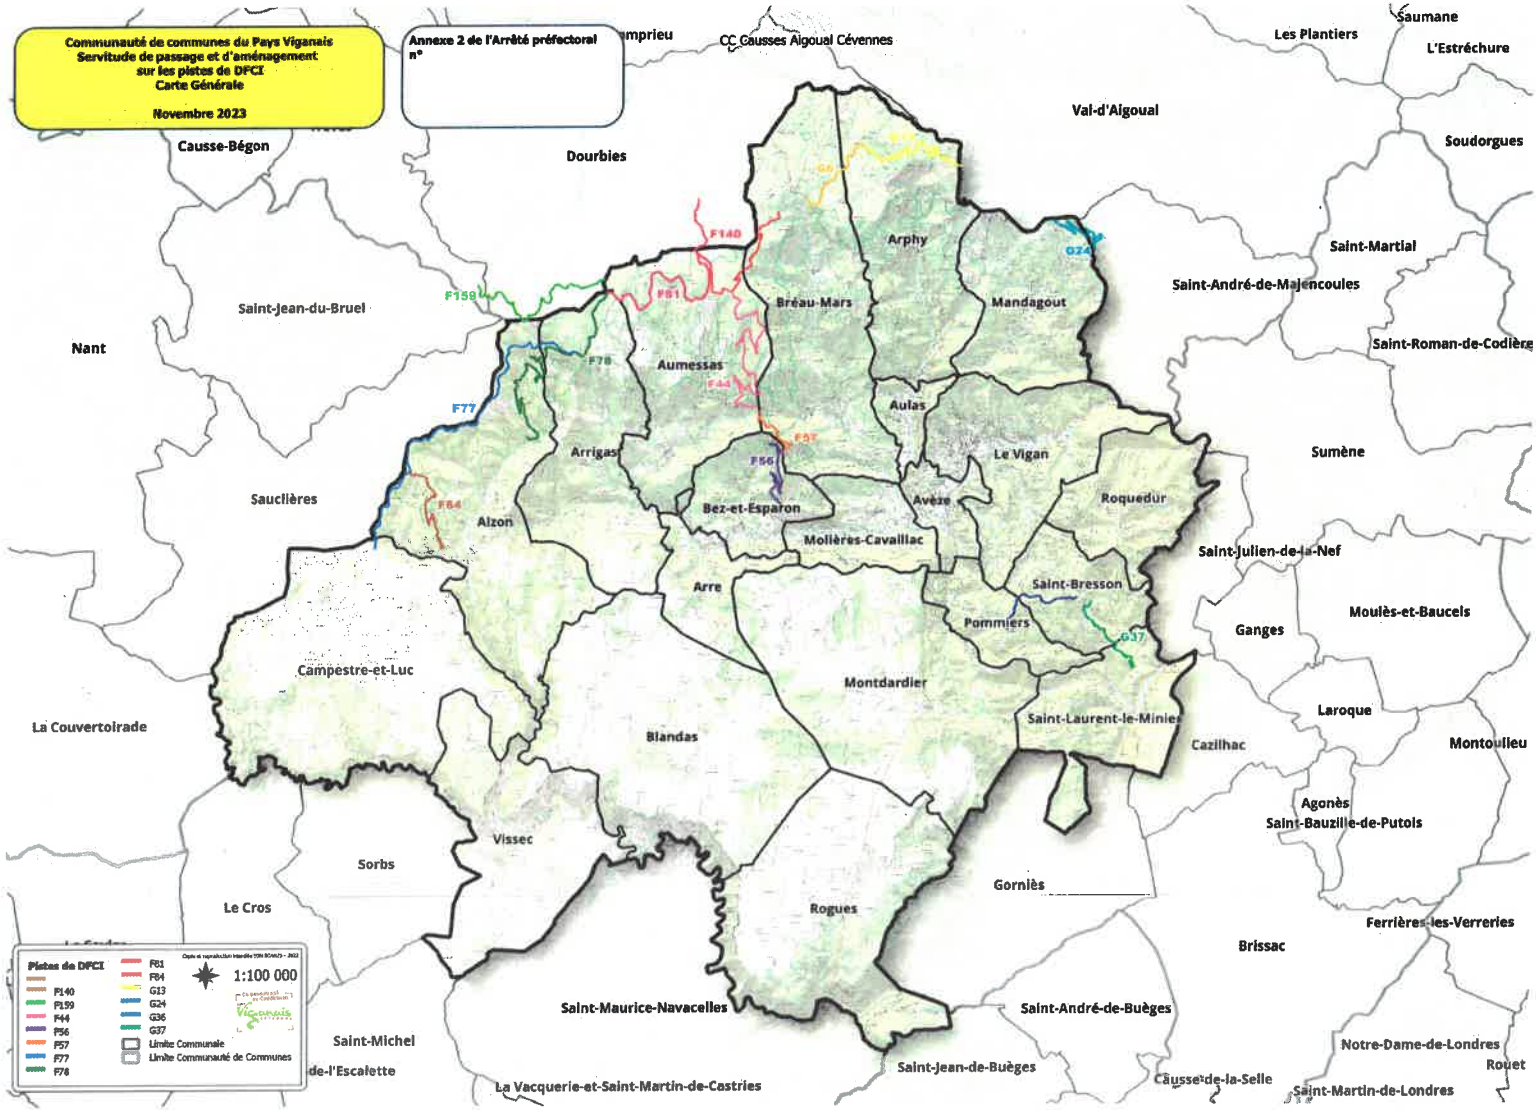 Communauté de communes du Pays Viganais
Servitude de passage et d'aménagement
sur les pistes de DFCI
Carte Générale
Novembre 2023
Annexe 2 de l'Arrêté préfectoral
n°
CC Causses Aigoual Cévennes
Saumane
Les Plantiers
L'Estréchure
Val-d'Aigoual
Soudorgues
Causse-Bégon
Dourbies
G6
Arphy
F140
G24
Saint-Martial
Saint-André-de-Majencoules
F159
F81
Saint-Jean-du-Bruel
Bréau-Mars
Mandagout
Nant
Saint-Roman-de-Codière
Aumessas
F78
F44
F77
Aulas
F57
Arrigas
F56
Le Vigan
Sumène
Sauclières
F84
Alzon
Bez-et-Esparon
Avèze
Roquedur
Molières-Cavaillac
Saint-Julien-de-la-Nef
Arre
Saint-Bresson
Pommiers
G37
Ganges
Moulès-et-Baucels
Campestre-et-Luc
Montdardier
La Couvertoirade
Blandas
Saint-Laurent-le-Minier
Laroque
Cazilhac
Montoulieu
Agonès
Saint-Bauzille-de-Putois
Vissec
Sorbs
Gorniès
Le Cros
Rogues
Brissac
Ferrières-les-Verreries
Saint-Maurice-Navacelles
Saint-André-de-Buèges
Saint-Michel
Notre-Dame-de-Londres
Rouet
de-l'Escalette
Saint-Jean-de-Buèges
La Vacquerie-et-Saint-Martin-de-Castries
Causse-de-la-Selle
Saint-Martin-de-Londres
Pistes de DFCI
F140
F159
F44
F56
F57
F77
F78
F81
F84
G13
G24
G36
G37
Limite Communale
Limite Communauté de Communes
1:100 000
Viganais